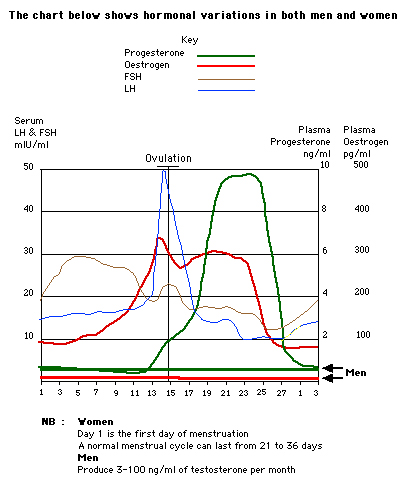 The chart below shows hormonal variations in both men and women
Key
Progesterone
Oestrogen
FSH
LH
Serum
LH & FSH
mIU/ml
Plasma
Progesterone
ng/ml
Plasma
Oestrogen
pg/ml
Ovulation
50 10 500
40 8 400
30 6 300
20 4 200
10 2 100
Men
1 3 5 7 9 11 13 15 17 19 21 23 25 27 1 3
NB : Women
Day 1 is the first day of menstruation
A normal menstrual cycle can last from 21 to 36 days
Men
Produce 3-100 ng/ml of testosterone per month